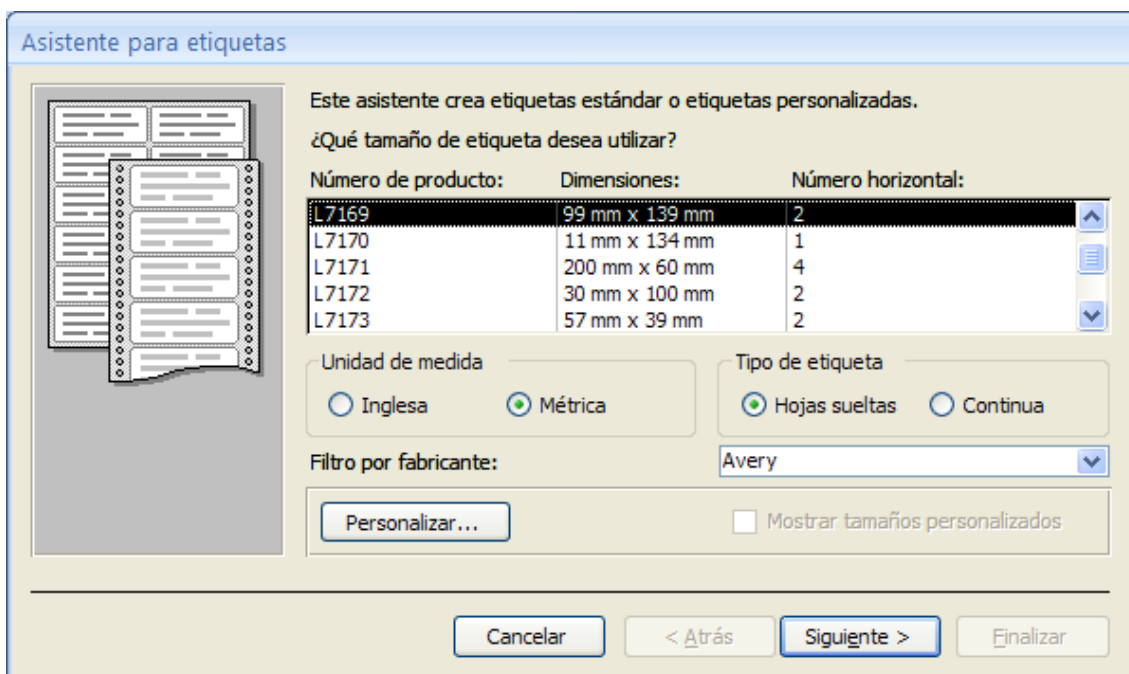 Asistente para etiquetas
Este asistente crea etiquetas estándar o etiquetas personalizadas.
¿Qué tamaño de etiqueta desea utilizar?
Número de producto: Dimensiones: Número horizontal:
L7169 99 mm x 139 mm 2
L7170 11 mm x 134 mm 1
L7171 200 mm x 60 mm 4
L7172 30 mm x 100 mm 2
L7173 57 mm x 39 mm 2
Unidad de medida Tipo de etiqueta
Inglesa Métrica Hojas sueltas Continua
Filtro por fabricante: Avery
Personalizar... Mostrar tamaños personalizados
Cancelar < Atrás Siguiente > Finalizar